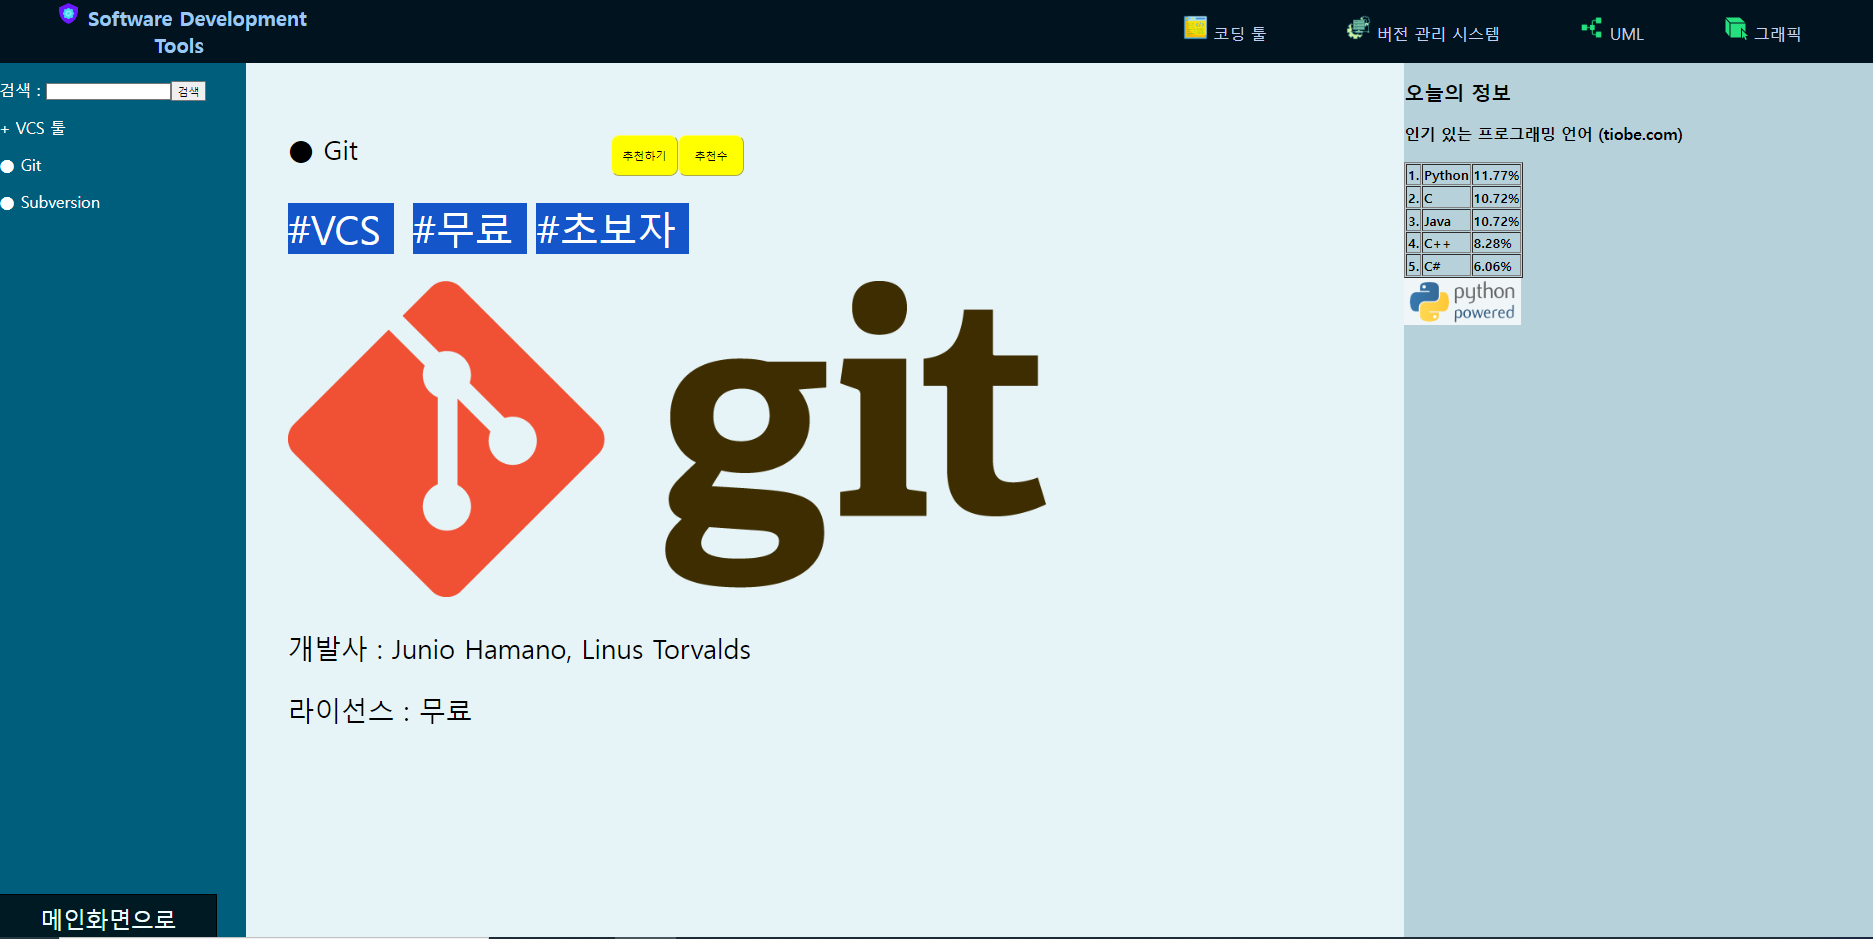 Software Development
Tools
코딩 툴
버전 관리 시스템
UML
그래픽
검색 : 검색
+ VCS 툴
● Git
● Subversion
메인화면으로
● Git
추천하기 추천수
#VCS #무료 #초보자
git
개발사 : Junio Hamano, Linus Torvalds
라이선스 : 무료
오늘의 정보
인기 있는 프로그래밍 언어 (tiobe.com)
1. Python 11.77%
2. C 10.72%
3. Java 10.72%
4. C++ 8.28%
5. C# 6.06%
python
powered